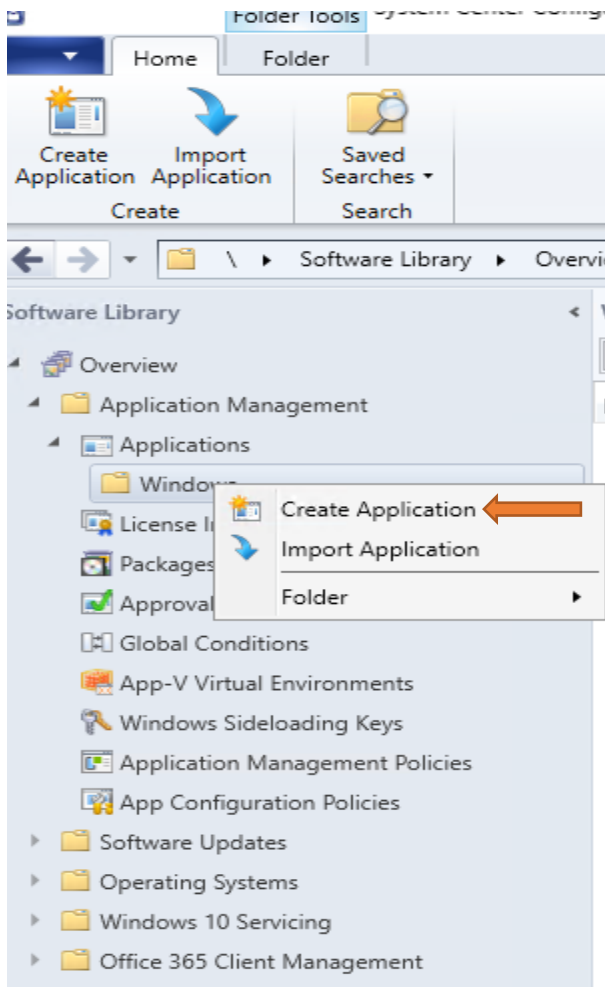 Folder Tools
Home Folder
Create Application
Import Application
Saved Searches
Create
Search
\ Software Library
Software Library
Overview
Application Management
Applications
Create Application
License
Import Application
Packages
Folder
Global Conditions
App-V Virtual Environments
Windows Sideloading Keys
Application Management Policies
App Configuration Policies
Software Updates
Operating Systems
Windows 10 Servicing
Office 365 Client Management